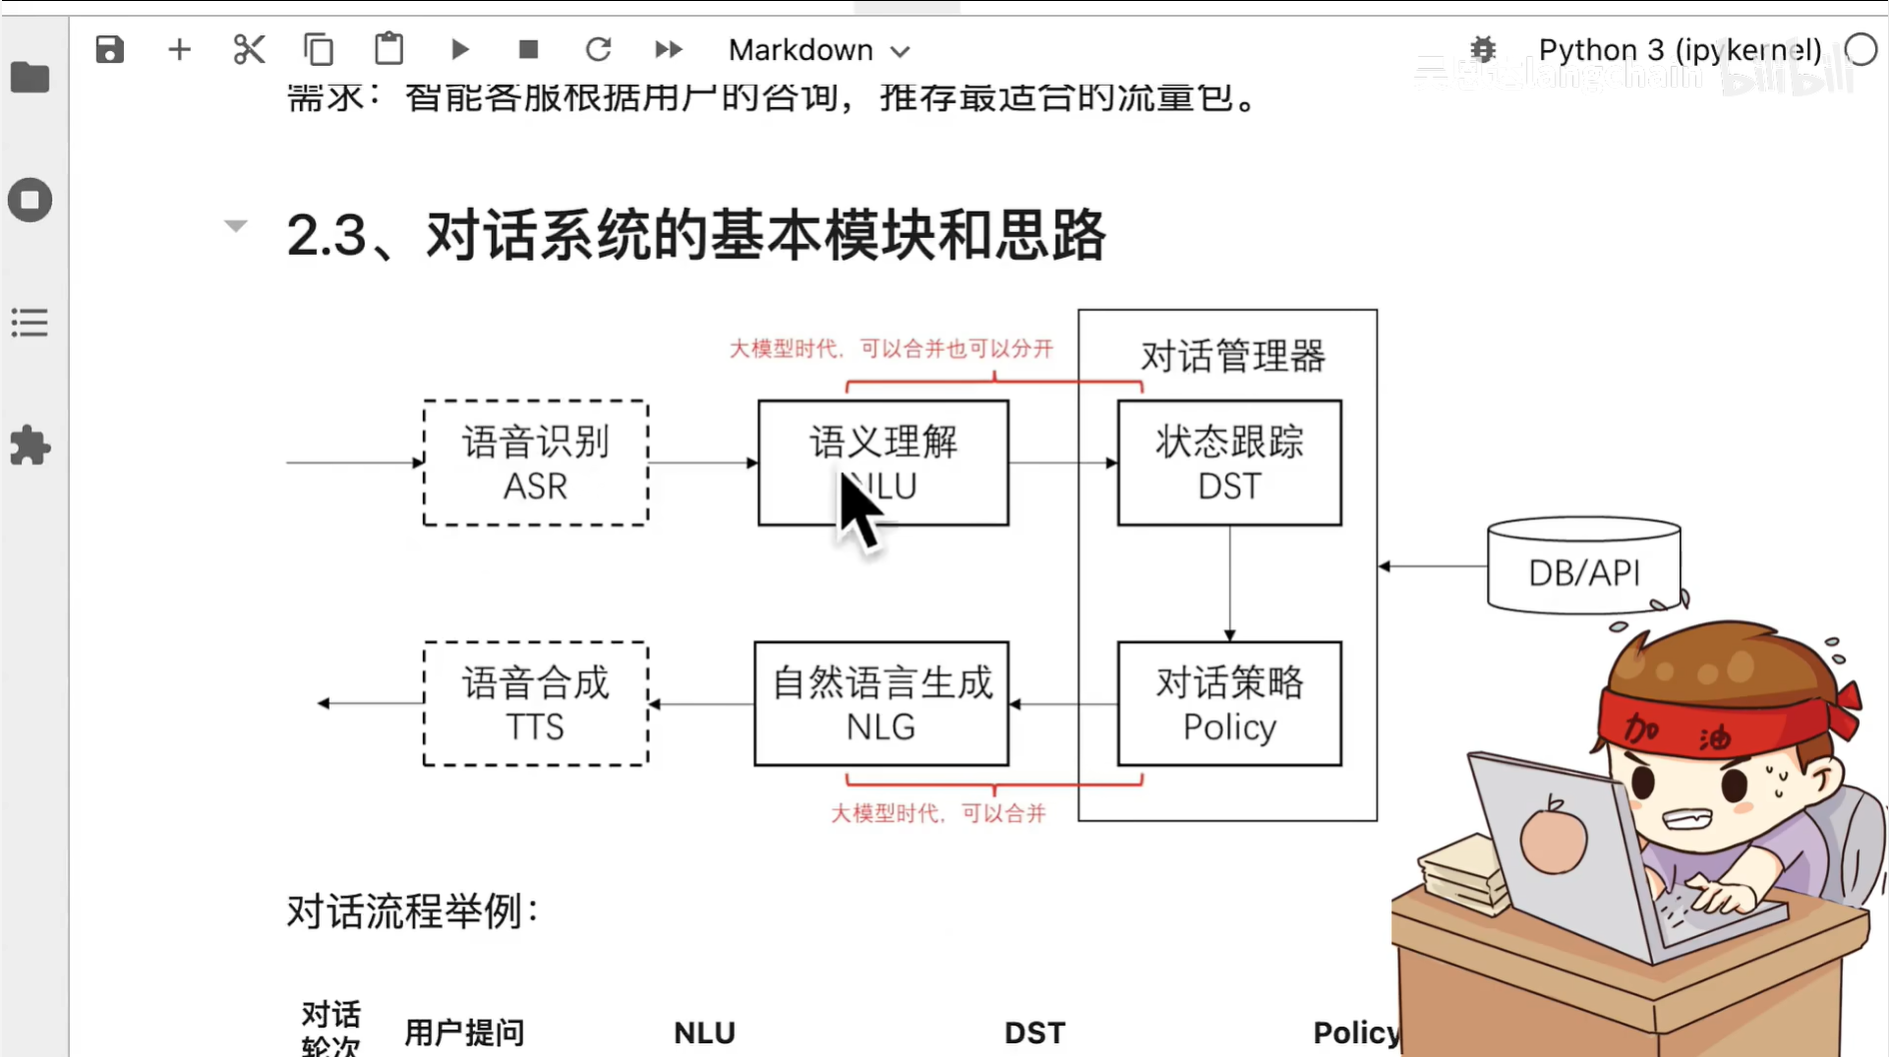 Markdown
Python 3 (ipykernel)
bilibili
需求：智能客服根据用户的咨询，推荐最适合的流量包。
2.3、对话系统的基本模块和思路
大模型时代，可以合并也可以分开
对话管理器
语音识别
ASR
语义理解
NLU
状态跟踪
DST
DB/API
语音合成
TTS
自然语言生成
NLG
对话策略
Policy
大模型时代，可以合并
加油
对话流程举例：
对话
轮次
用户提问
NLU
DST
Policy